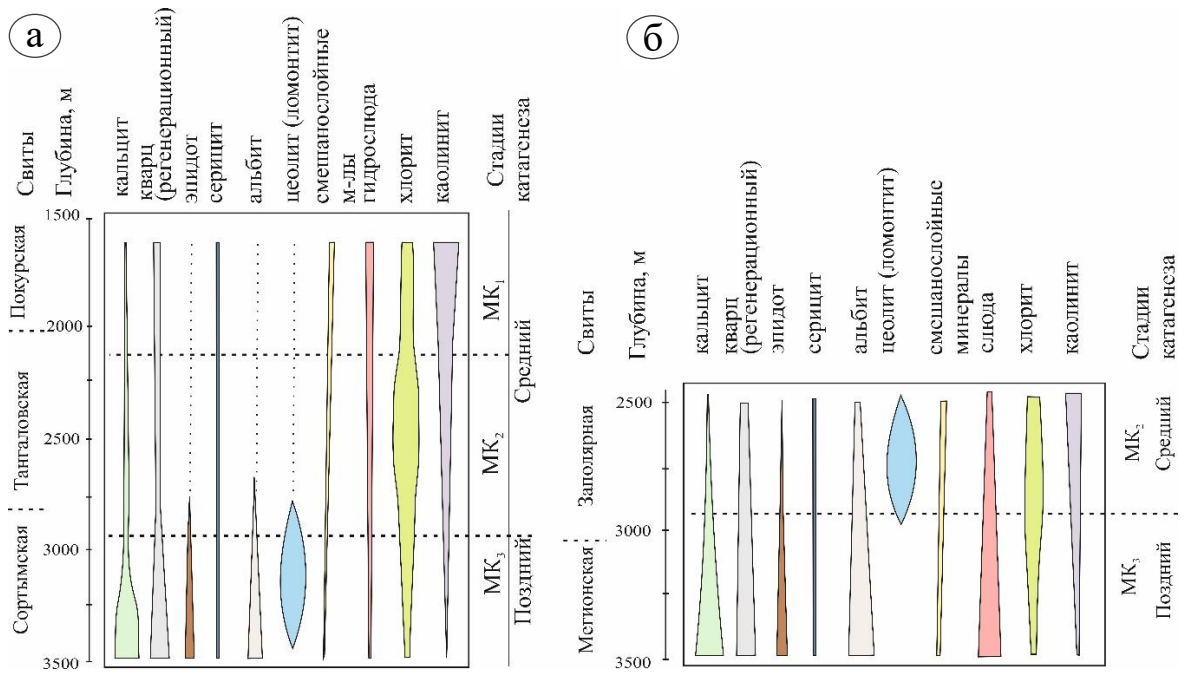 а
Свиты
Глубина, м
кальцит
кварц
(регенерационный)
эпидот
серицит
альбит
цеолит (ломонтит)
смешанослойные
м-лы
гидрослюда
хлорит
каолинит
Стадии
катагенеза
1500
2000
2500
3000
3500
Покурская
Тангаловская
Сортымская
МК₁
МК₂
МК₃
Средний
Поздний
б
Свиты
Глубина, м
кальцит
кварц
(регенерационный)
эпидот
серицит
альбит
цеолит (ломонтит)
смешанослойные
минералы
слюда
хлорит
каолинит
Стадии
катагенеза
2500
3000
3500
Заполярная
Мегионская
МК₂
Средний
МК₃
Поздний